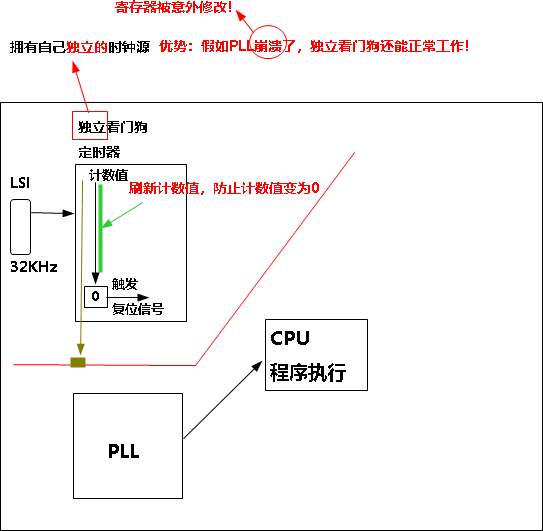 寄存器被意外修改！
拥有自己独立的时钟源 优势：假如PLL崩溃了，独立看门狗还能正常工作！
独立看门狗
定时器
计数值
LSI
刷新计数值，防止计数值变为0
32KHz
0
触发
复位信号
CPU
程序执行
PLL